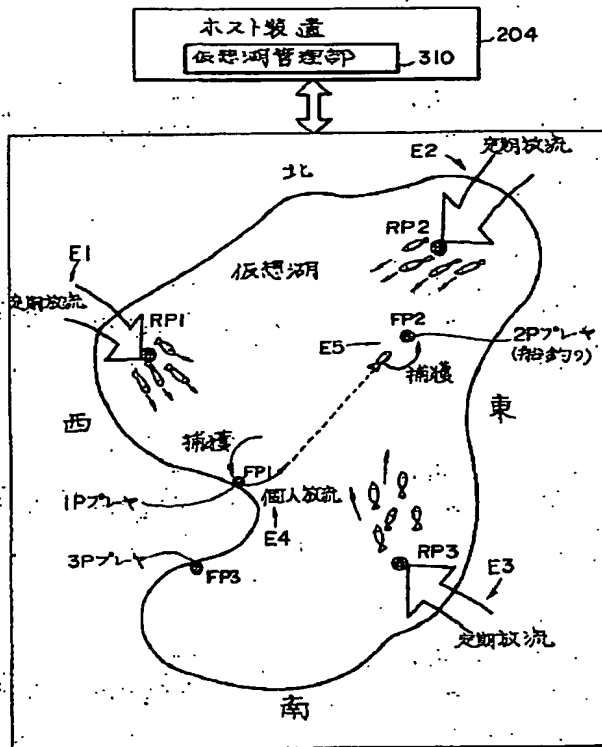 ホスト装置
仮想湖管理部
310
204
北
E2
定期放流
RP2
E1
定期放流
RP1
仮想湖
FP2
2Pプレーヤ
(船釣り)
E5
捕獲
西
東
捕獲
FP1
1Pプレーヤ
個人放流
E4
3Pプレーヤ
FP3
RP3
E3
定期放流
南